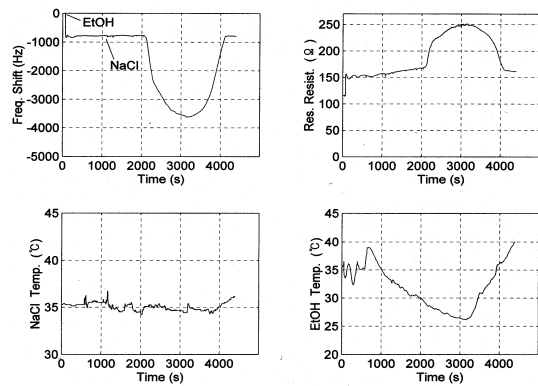 0
-1000
-2000
-3000
-4000
-5000
Freq. Shift (Hz)
EtOH
NaCl
0 1000 2000 3000 4000
Time (s)
250
200
150
100
50
0
Res. Resist. (Ω)
0 1000 2000 3000 4000
Time (s)
45
40
35
30
NaCl Temp. (℃)
0 1000 2000 3000 4000
Time (s)
45
40
35
30
25
20
EtOH Temp. (℃)
0 1000 2000 3000 4000
Time (s)